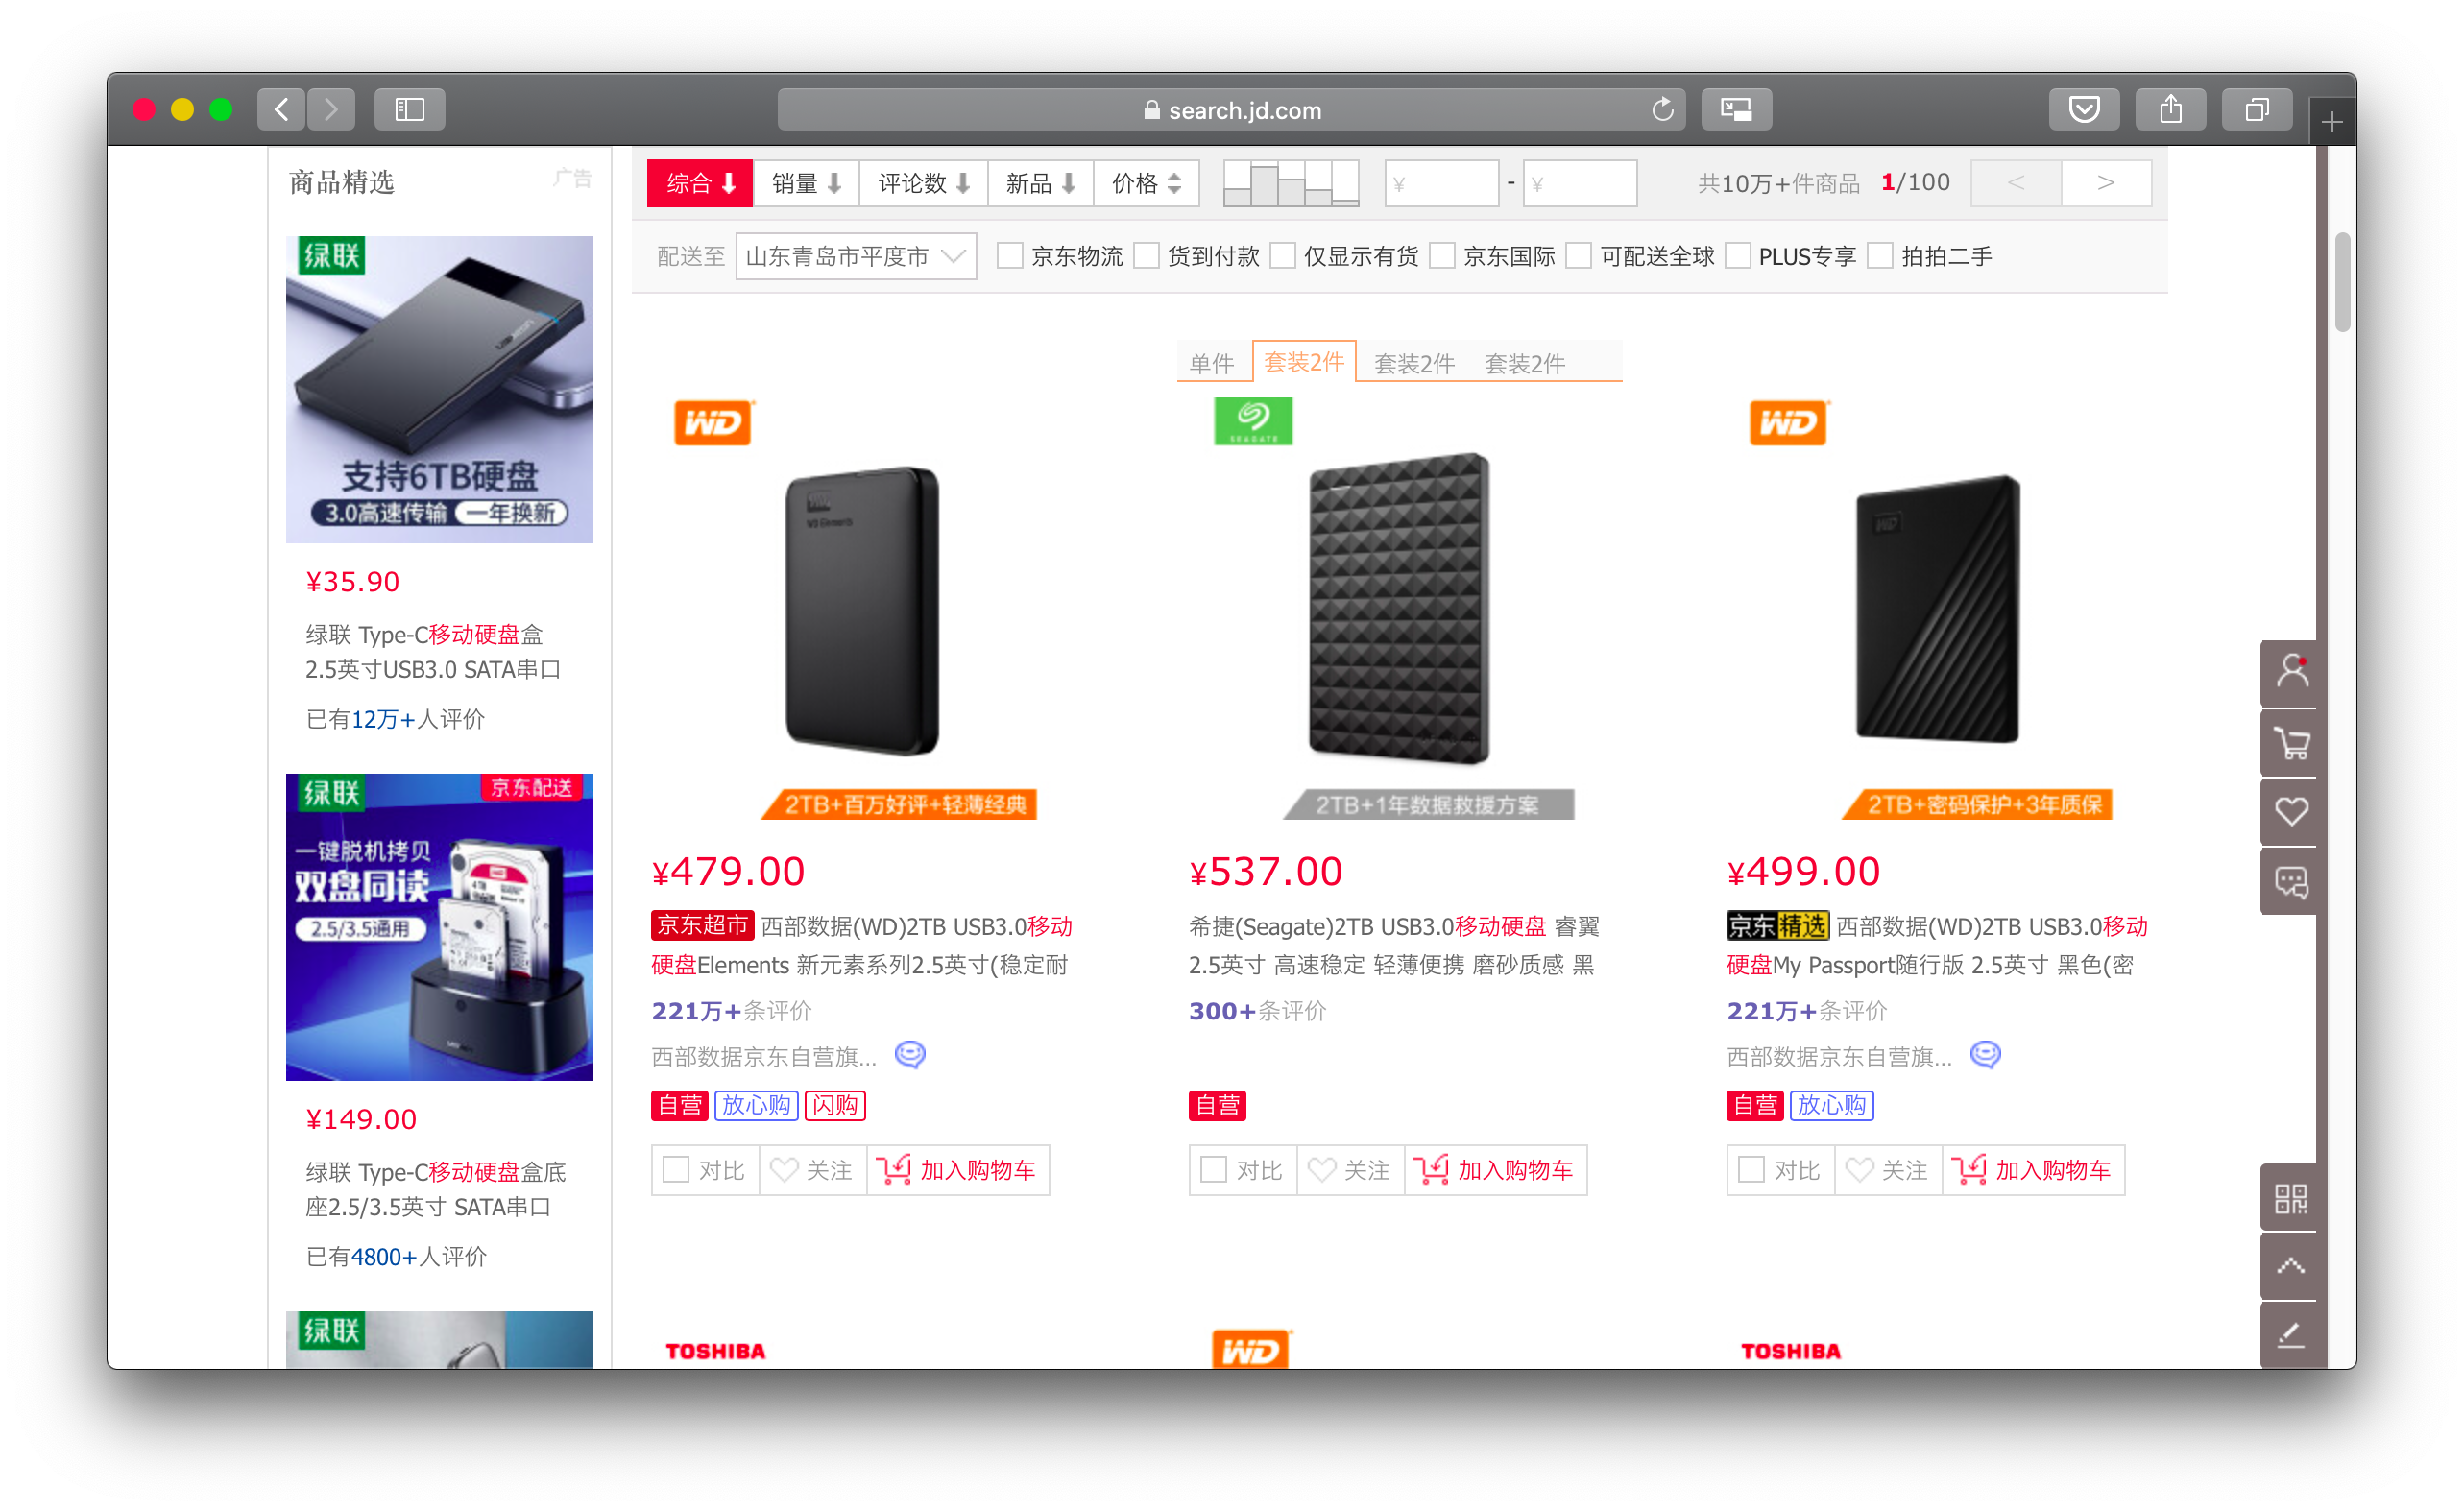 search.jd.com
商品精选
广告
绿联
支持6TB硬盘
3.0高速传输 一年换新
¥35.90
绿联 Type-C移动硬盘盒
2.5英寸USB3.0 SATA串口
已有12万+人评价
绿联 京东配送
一键脱机拷贝
双盘同读
2.5/3.5通用
¥149.00
绿联 Type-C移动硬盘盒底
座2.5/3.5英寸 SATA串口
已有4800+人评价
绿联
综合 销量 评论数 新品 价格 ¥ - ¥ 共10万+件商品 1/100 < >
配送至 山东青岛市平度市 京东物流 货到付款 仅显示有货 京东国际 可配送全球 PLUS专享 拍拍二手
WD
WD Elements
2TB+百万好评+轻薄经典
¥479.00
京东超市 西部数据(WD)2TB USB3.0移动
硬盘Elements 新元素系列2.5英寸(稳定耐
221万+条评价
西部数据京东自营旗...
自营 放心购 闪购
对比 关注 加入购物车
单件 套装2件 套装2件 套装2件
SEAGATE
2TB+1年数据救援方案
¥537.00
希捷(Seagate)2TB USB3.0移动硬盘 睿翼
2.5英寸 高速稳定 轻薄便携 磨砂质感 黑
300+条评价
自营
对比 关注 加入购物车
WD
WD
2TB+密码保护+3年质保
¥499.00
京东精选 西部数据(WD)2TB USB3.0移动
硬盘My Passport随行版 2.5英寸 黑色(密
221万+条评价
西部数据京东自营旗...
自营 放心购
对比 关注 加入购物车
TOSHIBA
WD
TOSHIBA